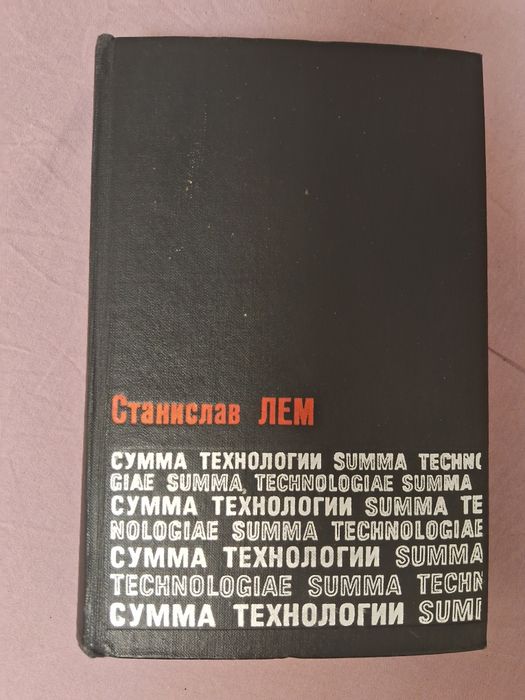 Станислав ЛЕМ
СУММА ТЕХНОЛОГИИ SUMMA TECHNO
GIAE SUMMA TECHNOLOGIAE SUMMA
СУММА ТЕХНОЛОГИИ SUMMA TE
NOLOGIAE SUMMA TECHNOLOGIAE
СУММА ТЕХНОЛОГИИ SUMMA
TECHNOLOGIAE SUMMA TECHN
СУММА ТЕХНОЛОГИИ SUMM